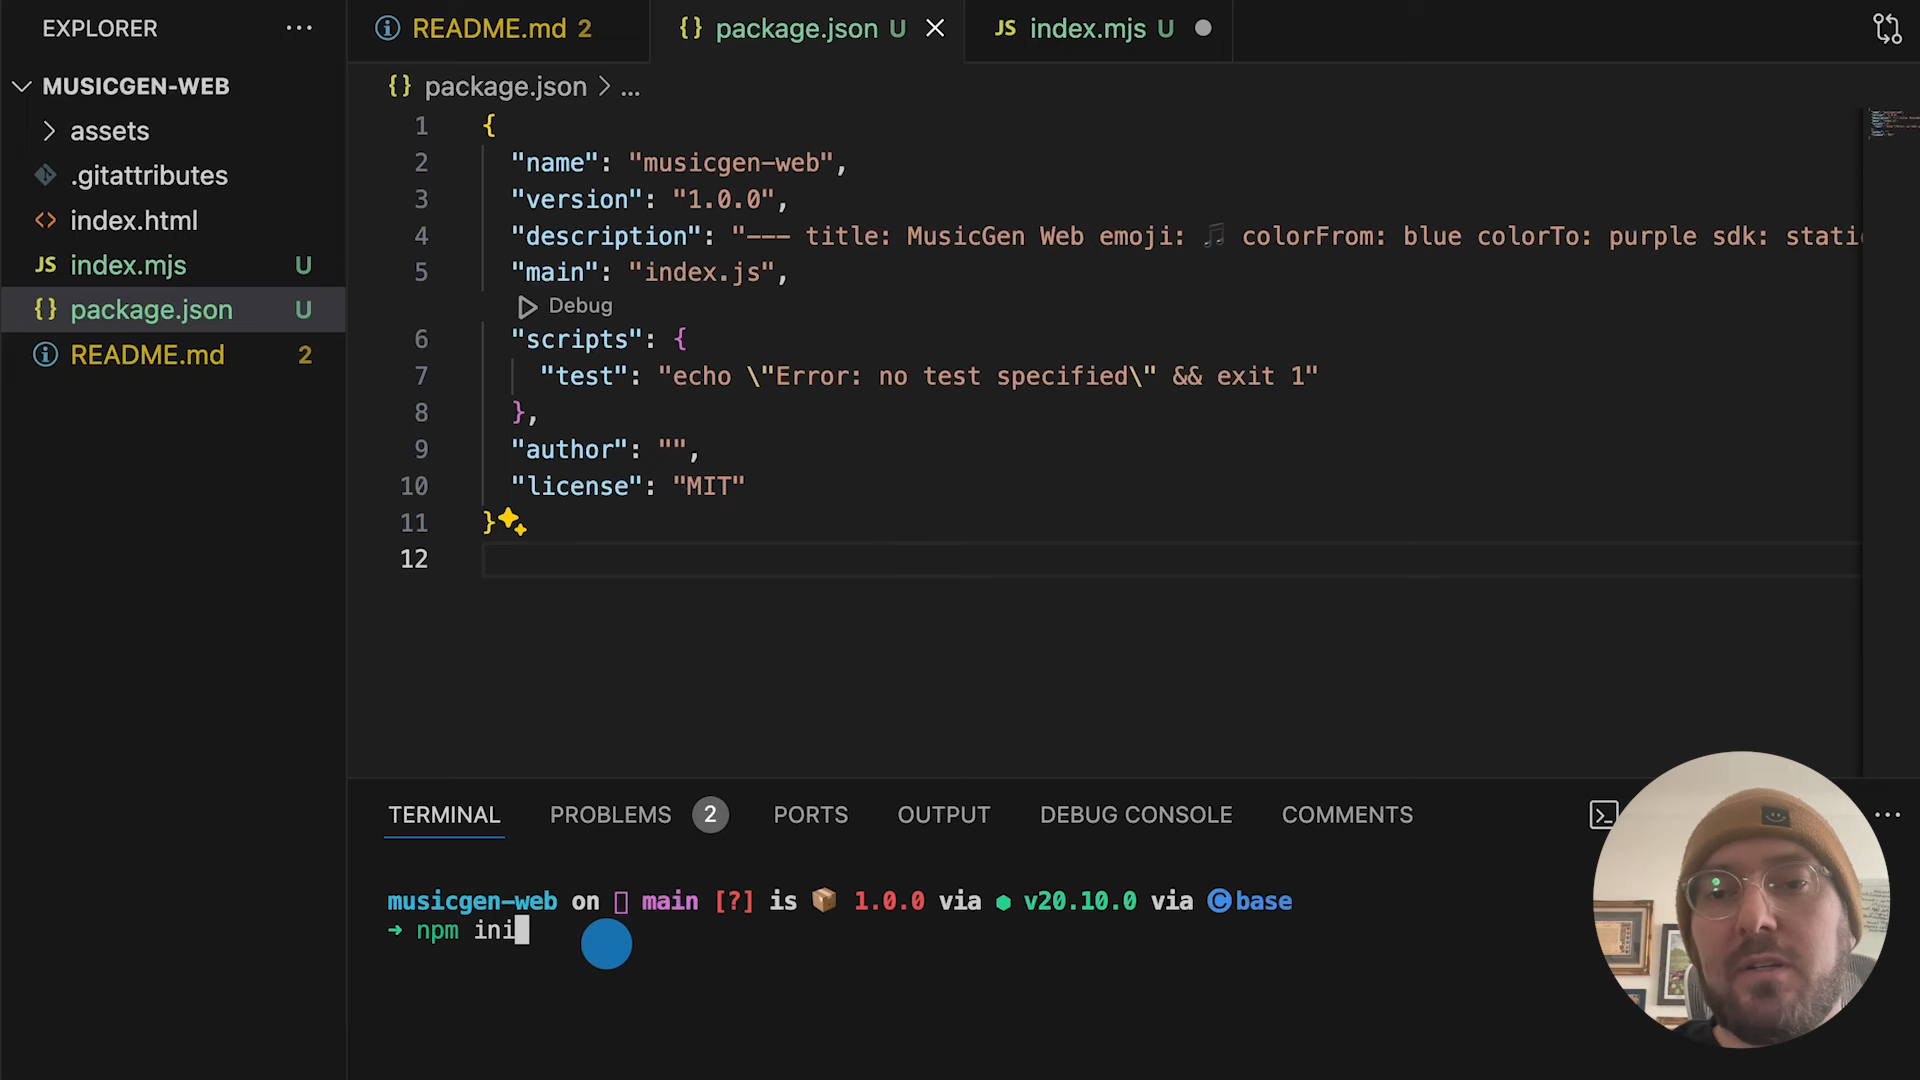 EXPLORER
MUSICGEN-WEB
assets
.gitattributes
index.html
JS index.mjs U
{} package.json U
README.md 2
README.md 2
{} package.json U
JS index.mjs U
{} package.json > ...
1 {
2 "name": "musicgen-web",
3 "version": "1.0.0",
4 "description": "--- title: MusicGen Web emoji: 🎵 colorFrom: blue colorTo: purple sdk: static
5 "main": "index.js",
Debug
6 "scripts": {
7 "test": "echo \"Error: no test specified\" && exit 1"
8 },
9 "author": "",
10 "license": "MIT"
11 }
12
TERMINAL PROBLEMS 2 PORTS OUTPUT DEBUG CONSOLE COMMENTS
musicgen-web on main [?] is 📦 1.0.0 via v20.10.0 via C base
→ npm ini